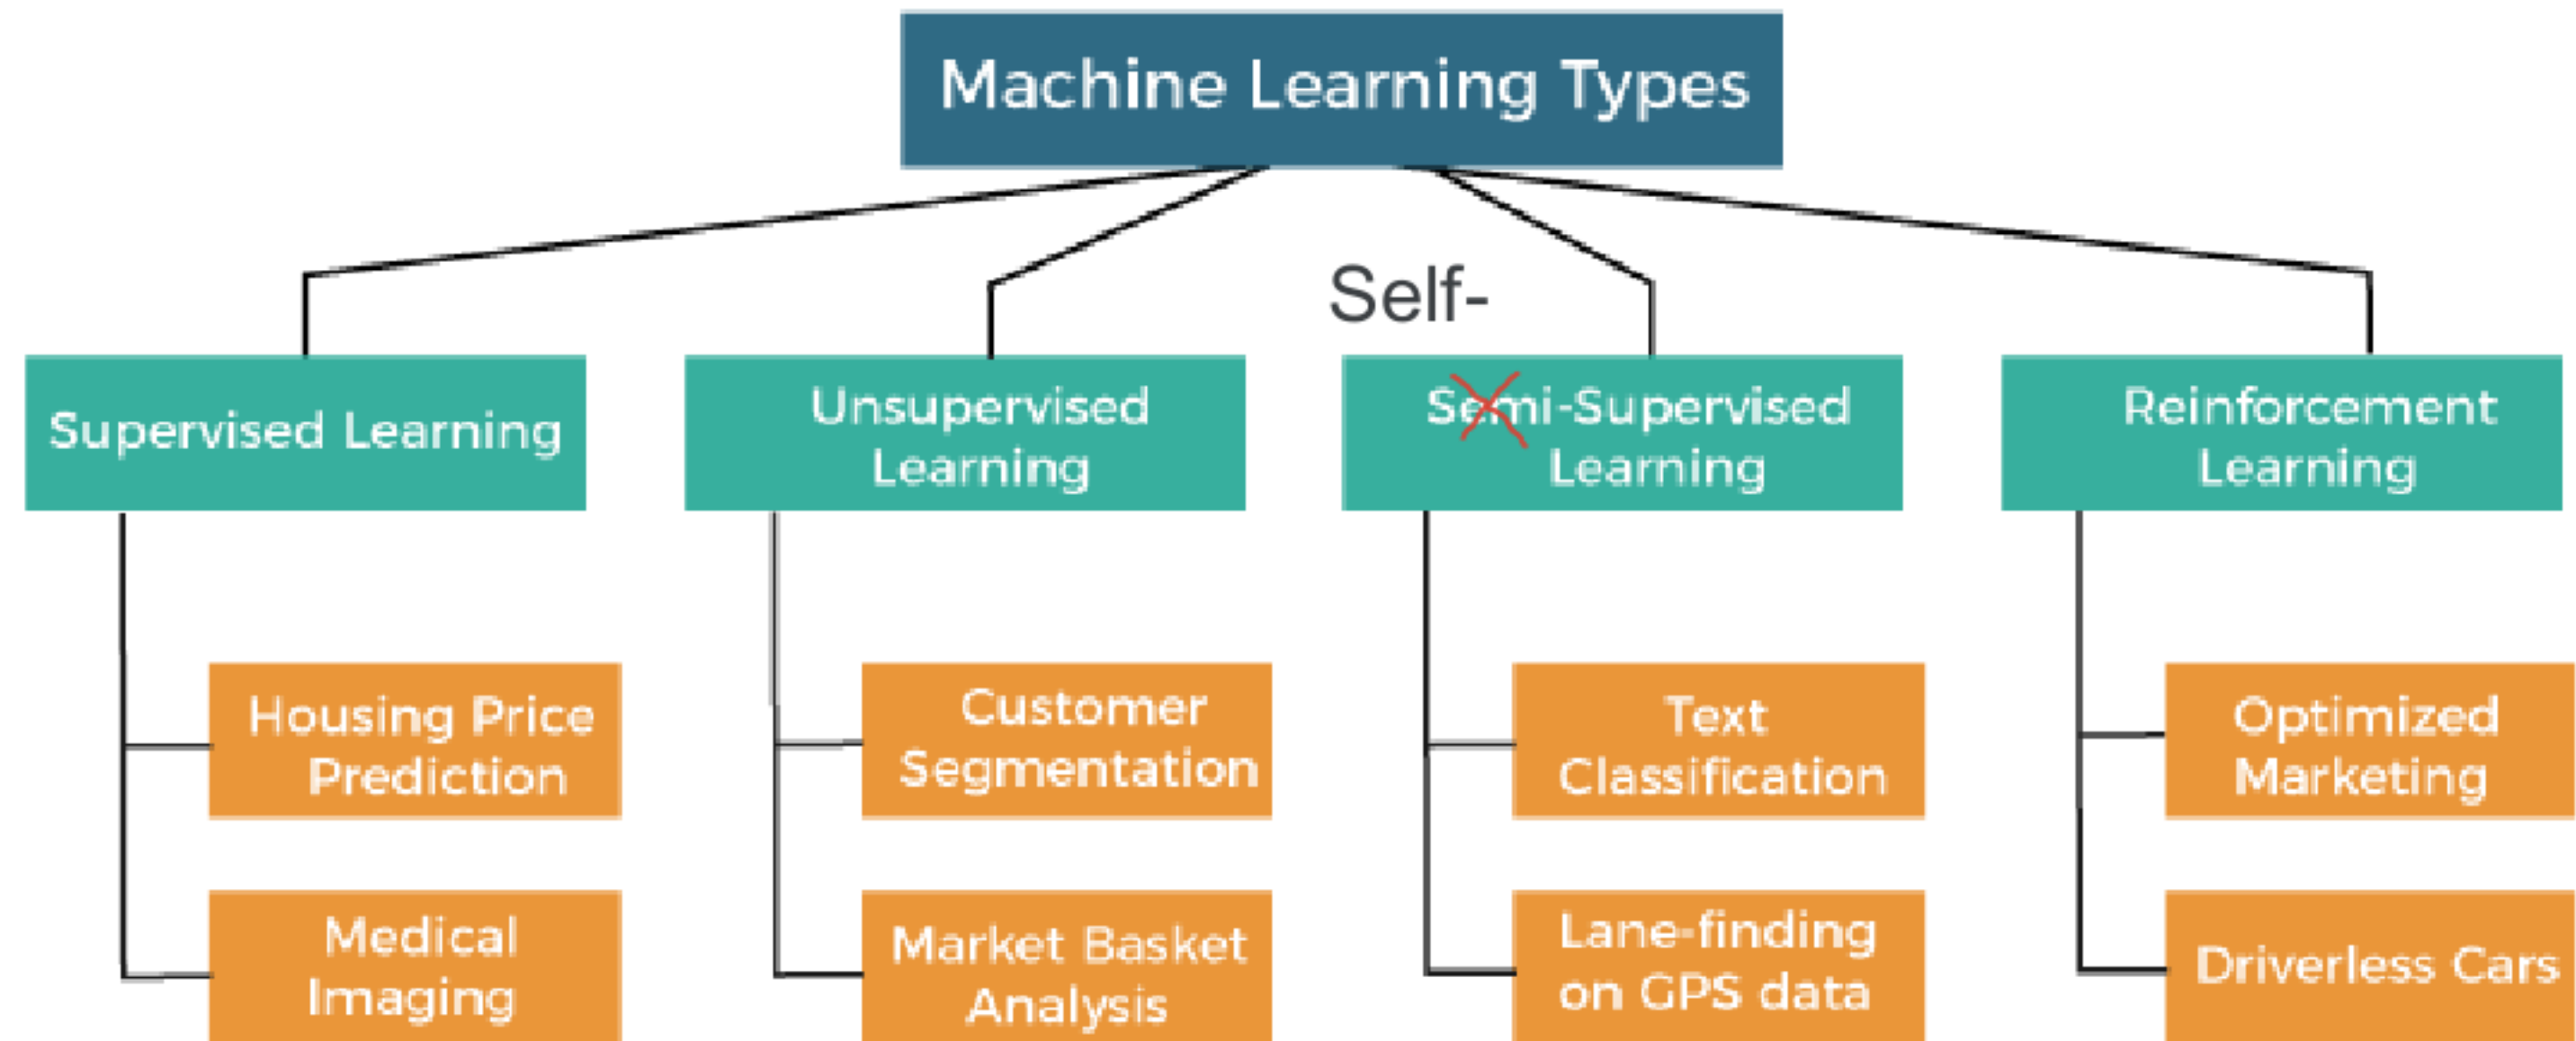 Machine Learning Types
Self-
Supervised Learning
Unsupervised
Learning
Semi-Supervised
Learning
Reinforcement
Learning
Housing Price
Prediction
Medical
Imaging
Customer
Segmentation
Market Basket
Analysis
Text
Classification
Lane-finding
on GPS data
Optimized
Marketing
Driverless Cars